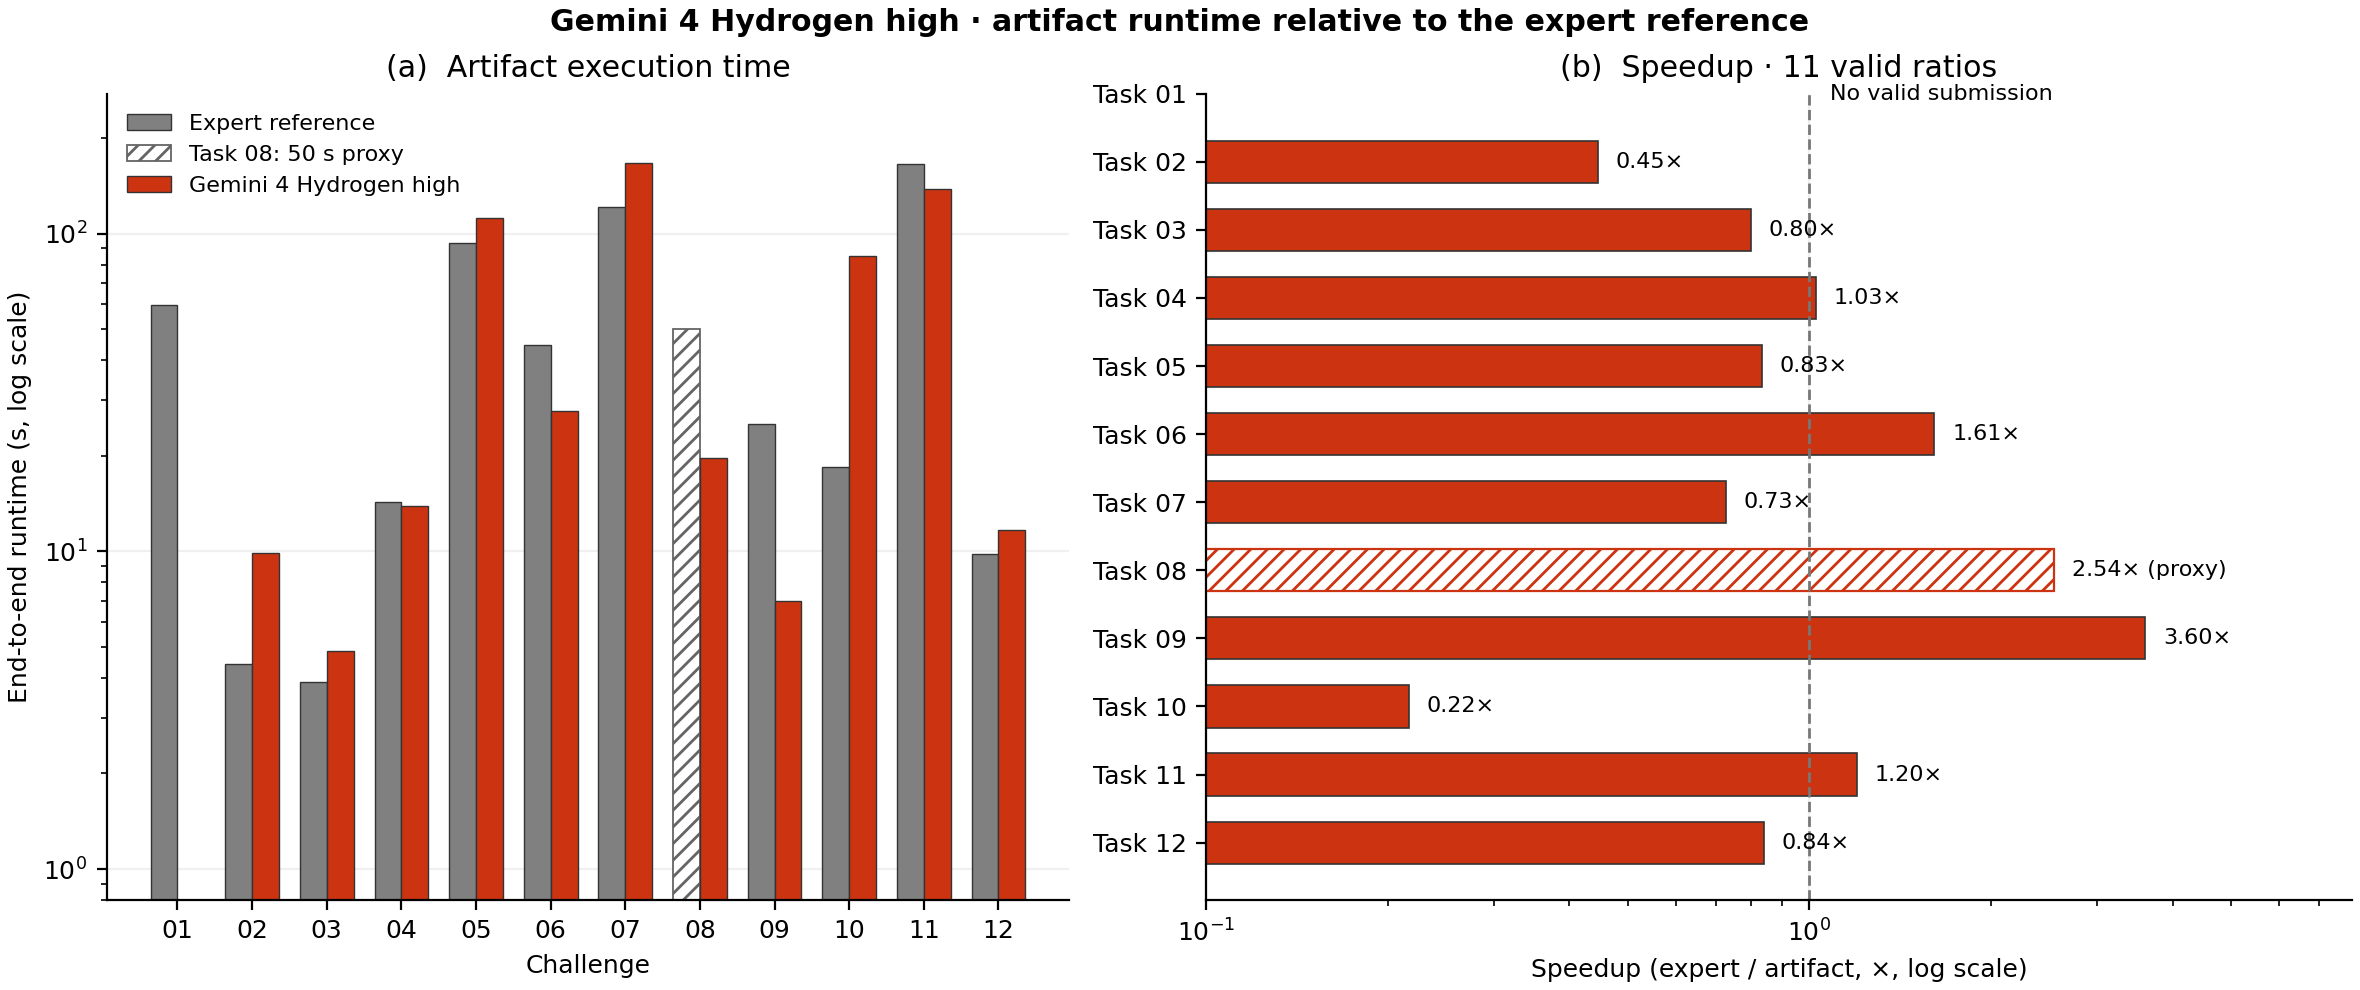 Gemini 4 Hydrogen high · artifact runtime relative to the expert reference
(a) Artifact execution time
Expert reference
Task 08: 50 s proxy
Gemini 4 Hydrogen high
End-to-end runtime (s, log scale)
10²
10¹
10⁰
01 02 03 04 05 06 07 08 09 10 11 12
Challenge
(b) Speedup · 11 valid ratios
Task 01 No valid submission
Task 02 0.45×
Task 03 0.80×
Task 04 1.03×
Task 05 0.83×
Task 06 1.61×
Task 07 0.73×
Task 08 2.54× (proxy)
Task 09 3.60×
Task 10 0.22×
Task 11 1.20×
Task 12 0.84×
10⁻¹ 10⁰
Speedup (expert / artifact, ×, log scale)